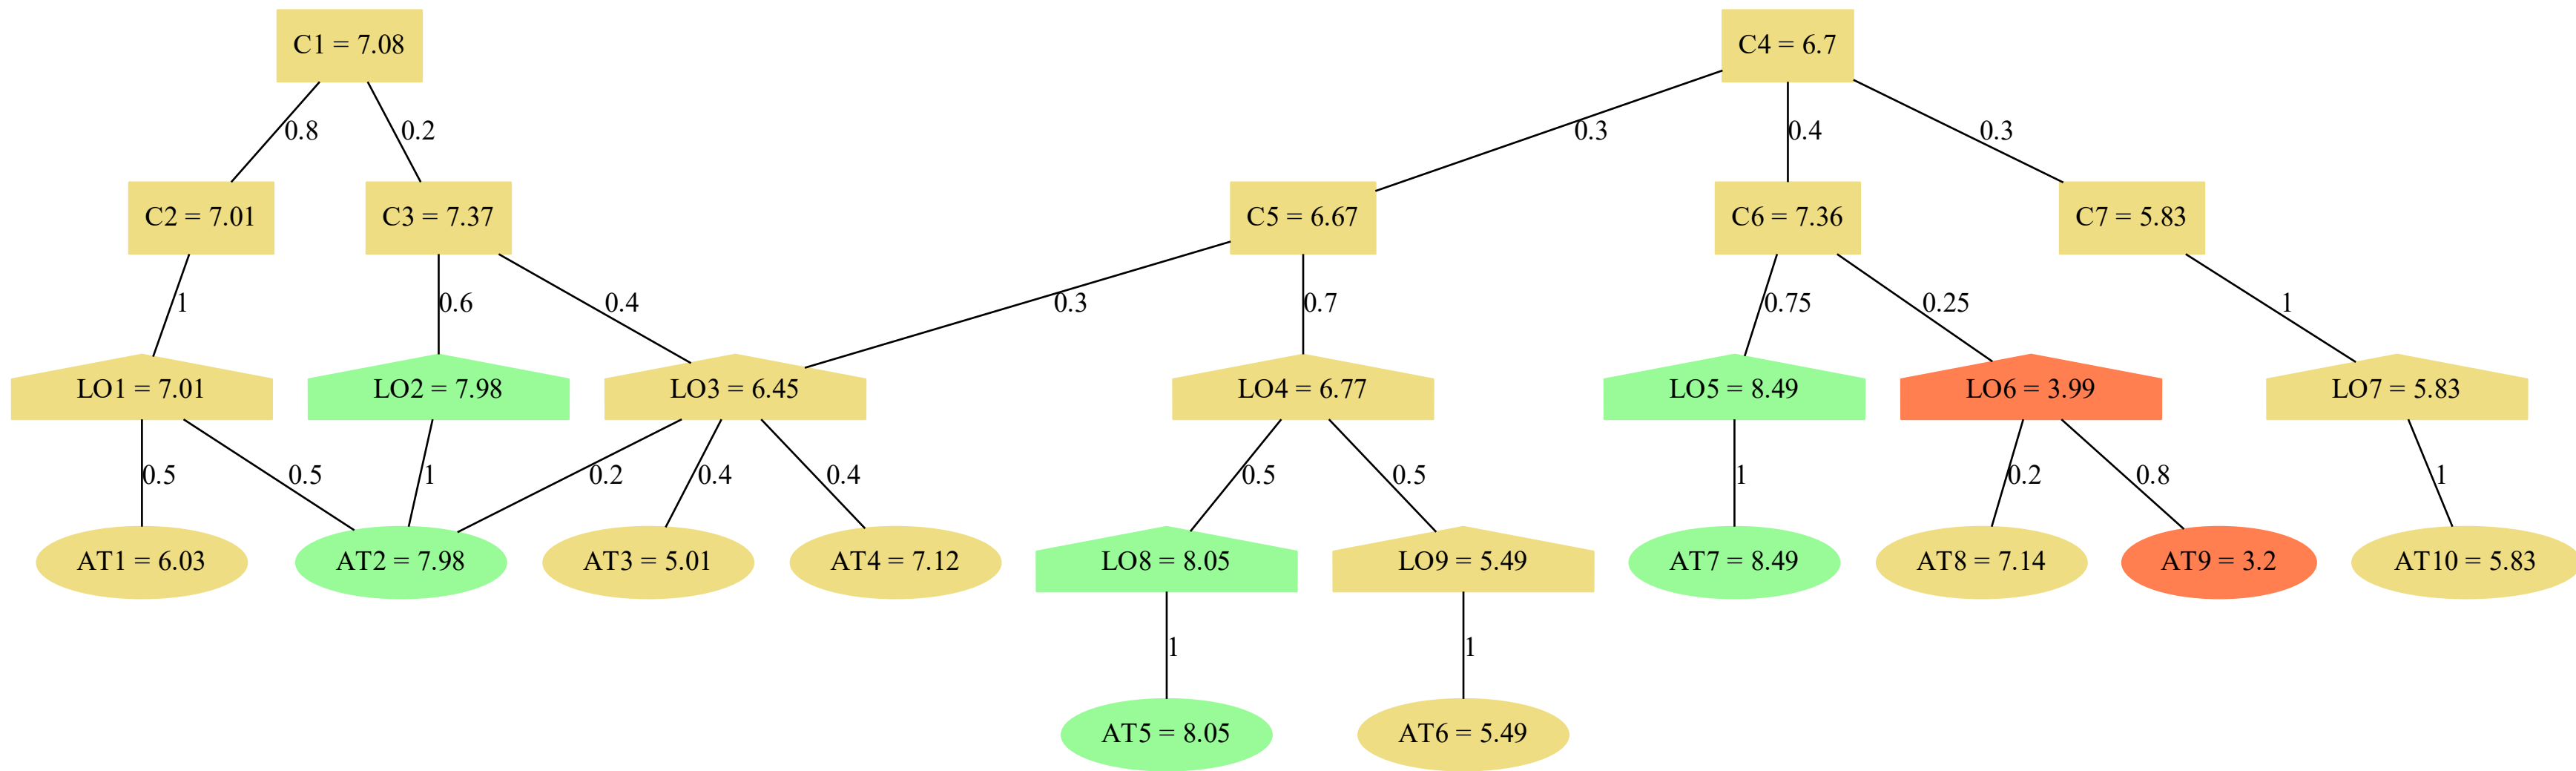 C1 = 7.08
C4 = 6.7
0.8
0.2
0.3
0.4
0.3
C2 = 7.01
C3 = 7.37
C5 = 6.67
C6 = 7.36
C7 = 5.83
1
0.6
0.4
0.3
0.7
0.75
0.25
1
LO1 = 7.01
LO2 = 7.98
LO3 = 6.45
LO4 = 6.77
LO5 = 8.49
LO6 = 3.99
LO7 = 5.83
0.5
0.5
1
0.2
0.4
0.4
0.5
0.5
1
0.2
0.8
1
AT1 = 6.03
AT2 = 7.98
AT3 = 5.01
AT4 = 7.12
LO8 = 8.05
LO9 = 5.49
AT7 = 8.49
AT8 = 7.14
AT9 = 3.2
AT10 = 5.83
1
1
AT5 = 8.05
AT6 = 5.49